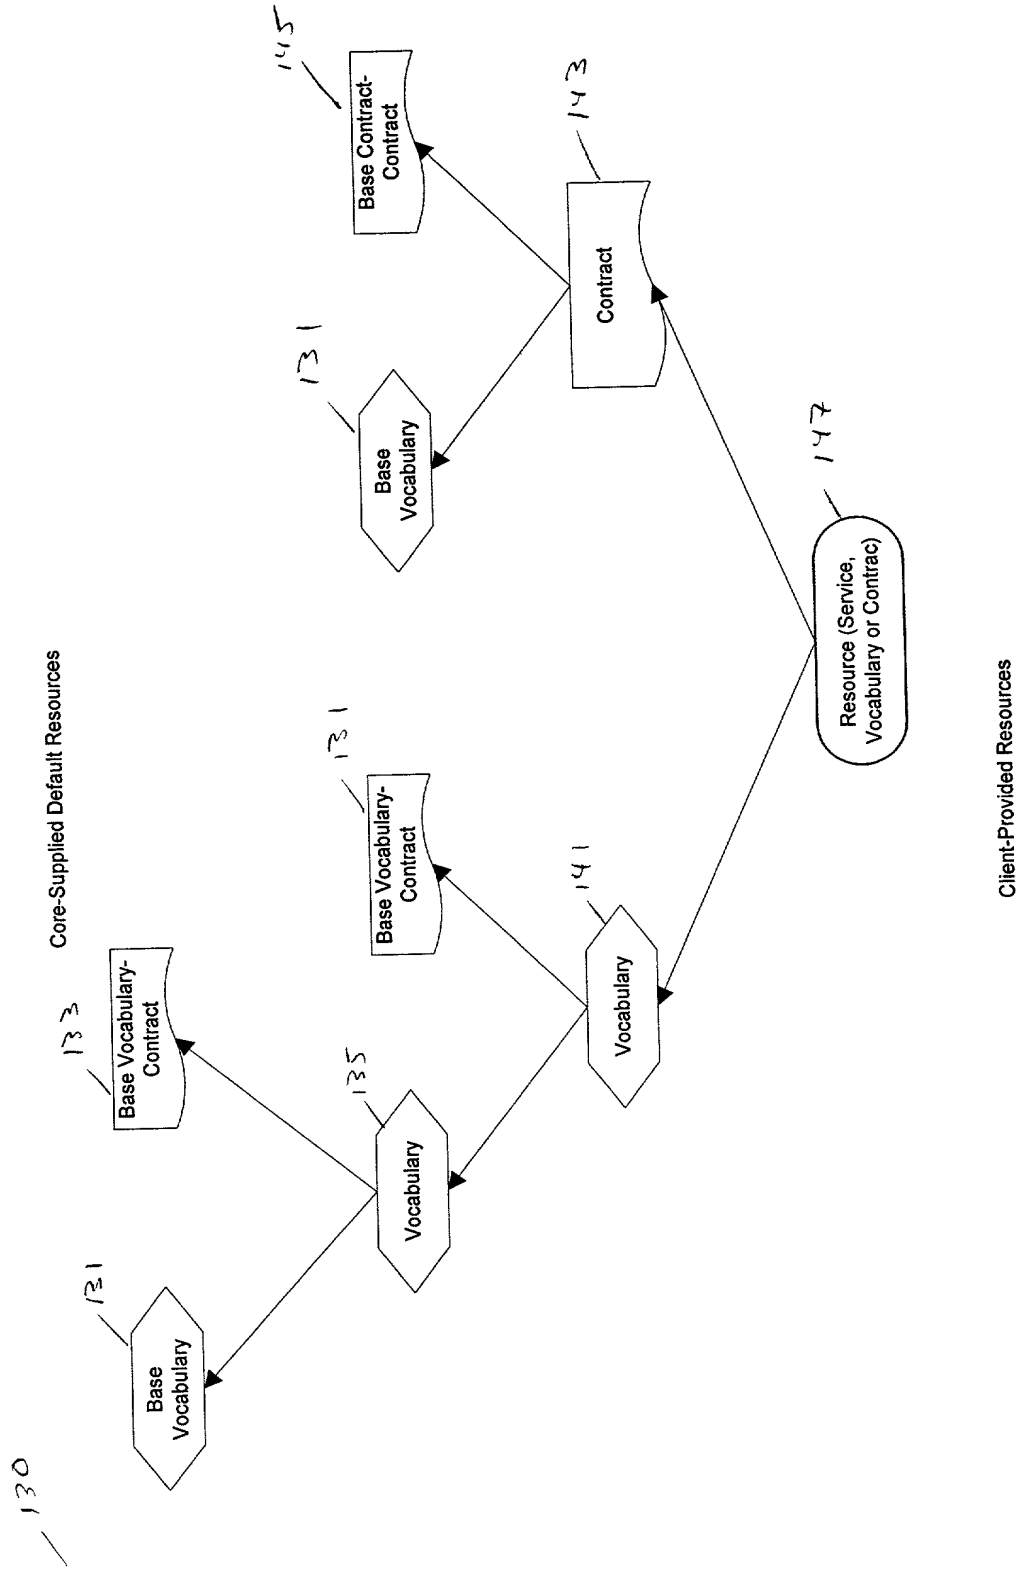 130
Core-Supplied Default Resources
131
Base
Vocabulary
133
Base Vocabulary-
Contract
135
Vocabulary
131
Base Vocabulary-
Contract
131
Base
Vocabulary
145
Base Contract-
Contract
141
Vocabulary
143
Contract
147
Resource (Service,
Vocabulary or Contrac)
Client-Provided Resources